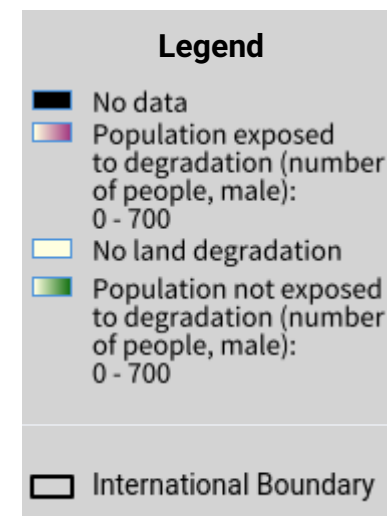 Legend
No data
Population exposed
to degradation (number
of people, male):
0 - 700
No land degradation
Population not exposed
to degradation (number
of people, male):
0 - 700
International Boundary